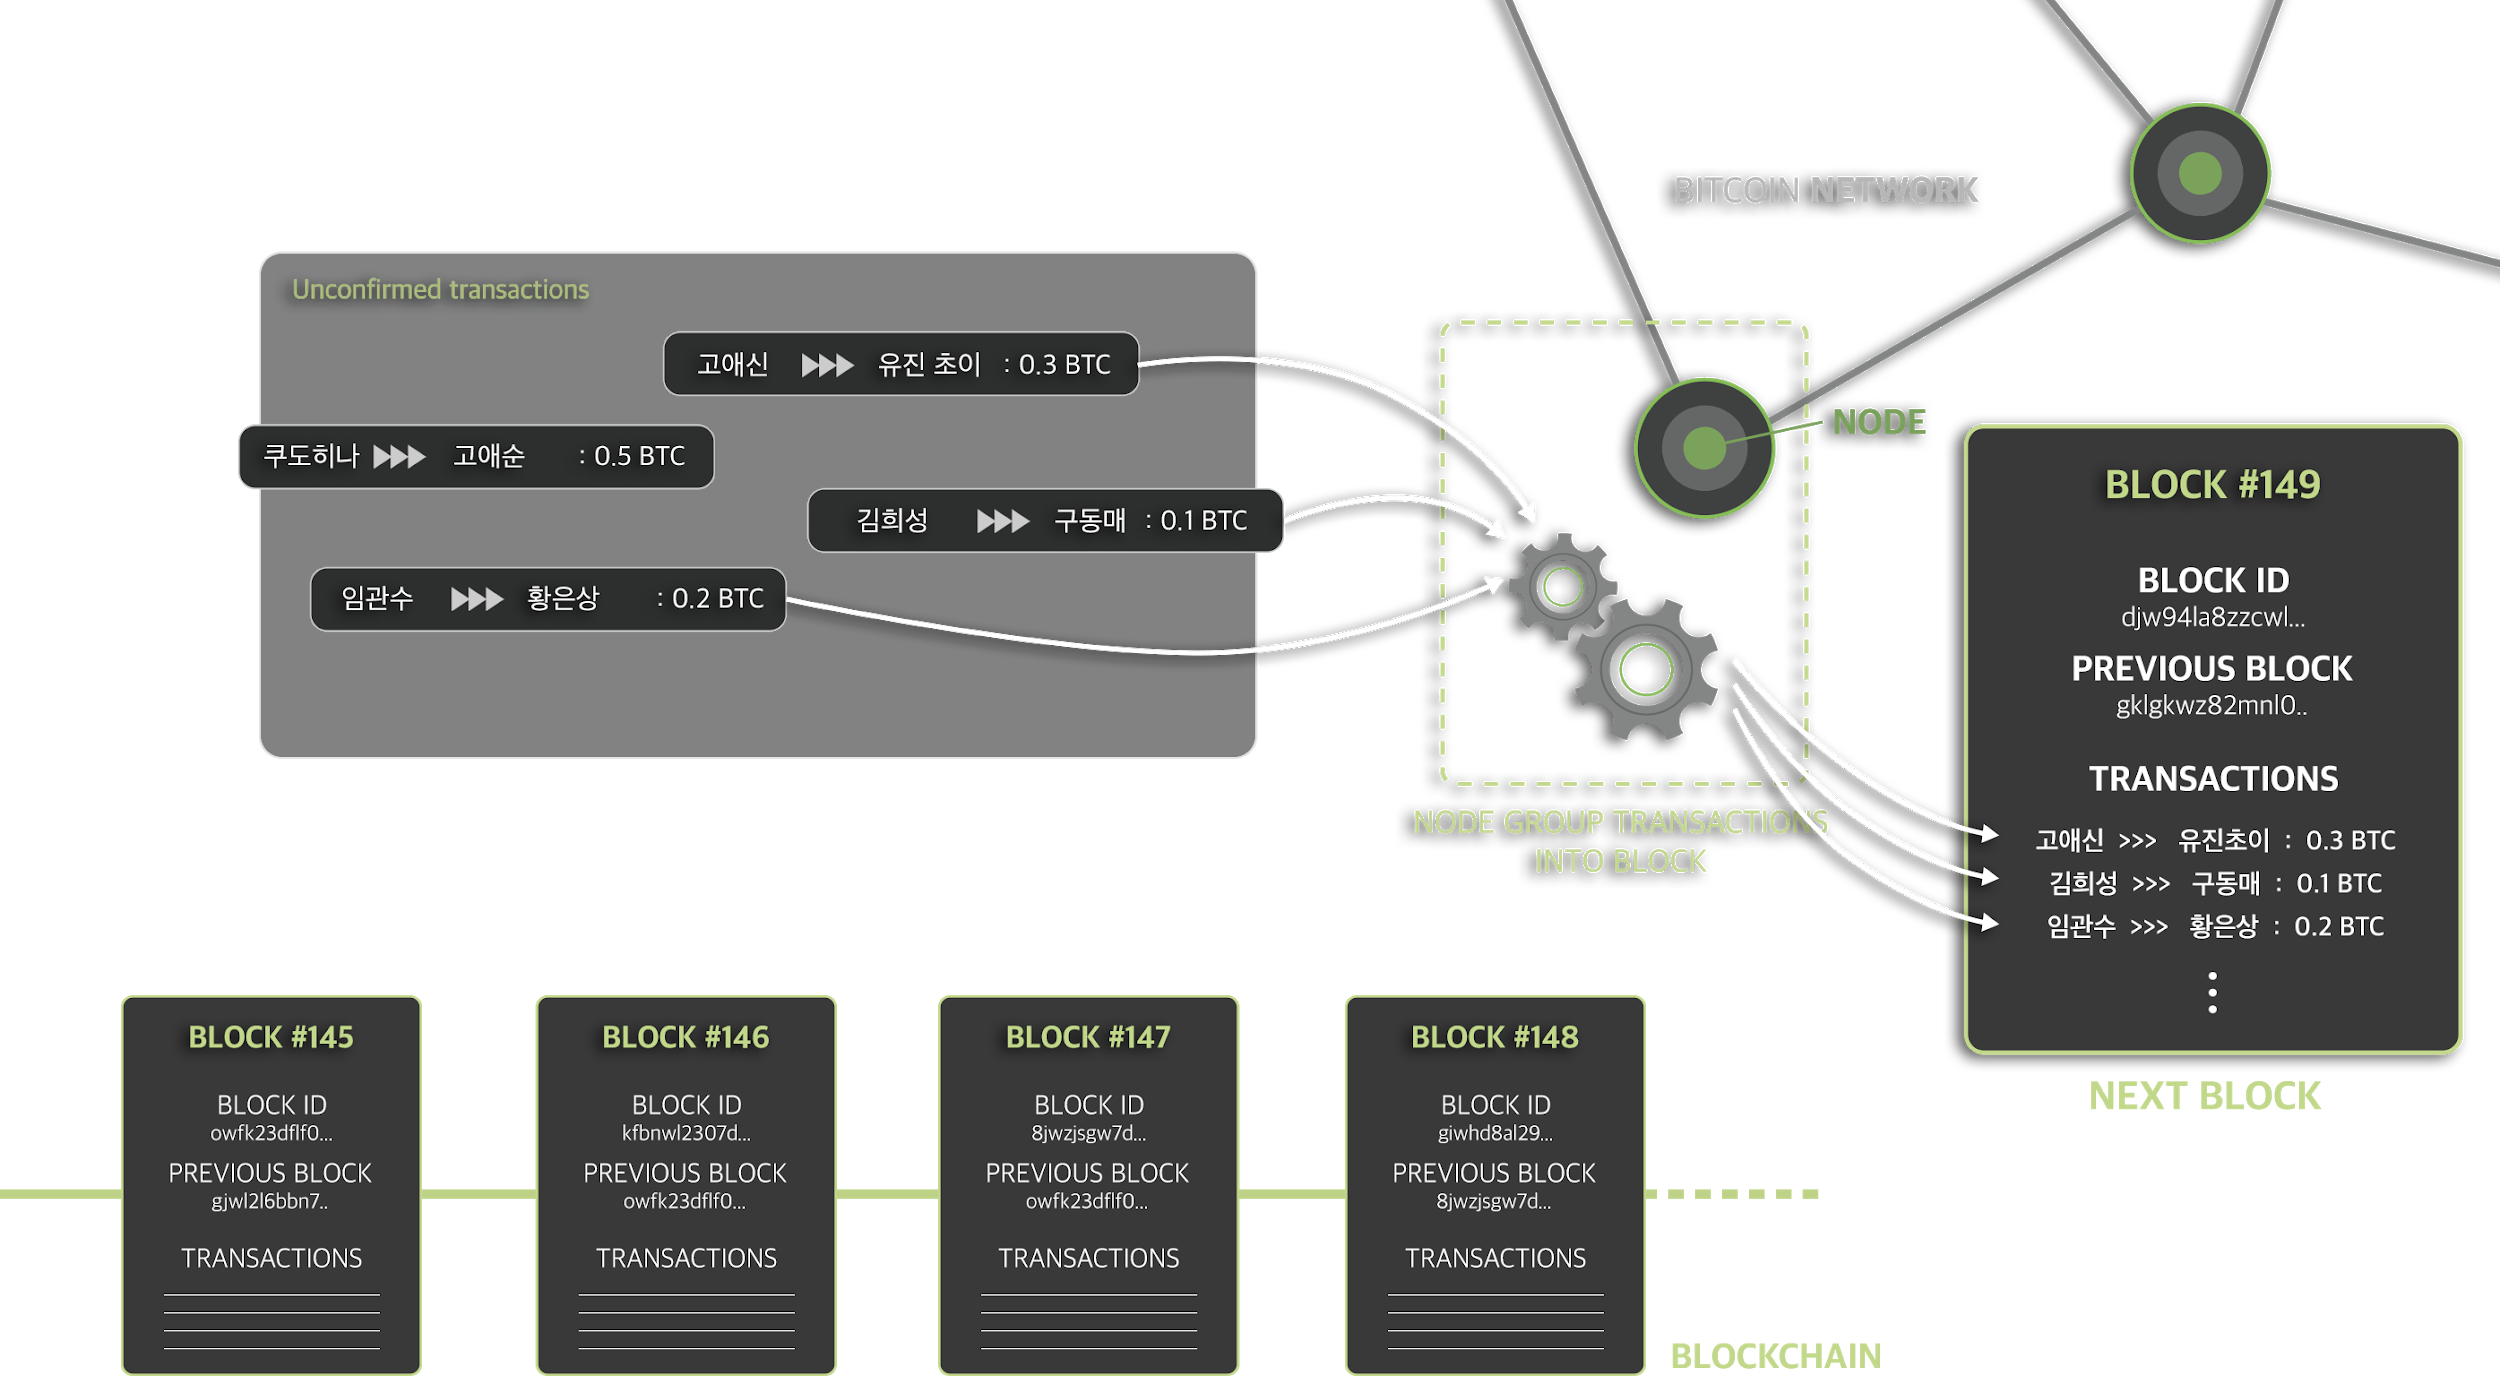 BITCOIN NETWORK
Unconfirmed transactions
고애신 ▶▶▶ 유진 초이 : 0.3 BTC
쿠도히나 ▶▶▶ 고애순 : 0.5 BTC
김희성 ▶▶▶ 구동매 : 0.1 BTC
임관수 ▶▶▶ 황은상 : 0.2 BTC
NODE
NODE GROUP TRANSACTIONS
INTO BLOCK
BLOCK #149
BLOCK ID
djw94la8zzcwl...
PREVIOUS BLOCK
gklgkwz82mnl0..
TRANSACTIONS
고애신 >>> 유진초이 : 0.3 BTC
김희성 >>> 구동매 : 0.1 BTC
임관수 >>> 황은상 : 0.2 BTC
NEXT BLOCK
BLOCK #145
BLOCK ID
owfk23dflf0...
PREVIOUS BLOCK
gjwl2l6bbn7..
TRANSACTIONS
BLOCK #146
BLOCK ID
kfbnwl2307d...
PREVIOUS BLOCK
owfk23dflf0...
TRANSACTIONS
BLOCK #147
BLOCK ID
8jwzjsgw7d...
PREVIOUS BLOCK
owfk23dflf0...
TRANSACTIONS
BLOCK #148
BLOCK ID
giwhd8al29...
PREVIOUS BLOCK
8jwzjsgw7d...
TRANSACTIONS
BLOCKCHAIN